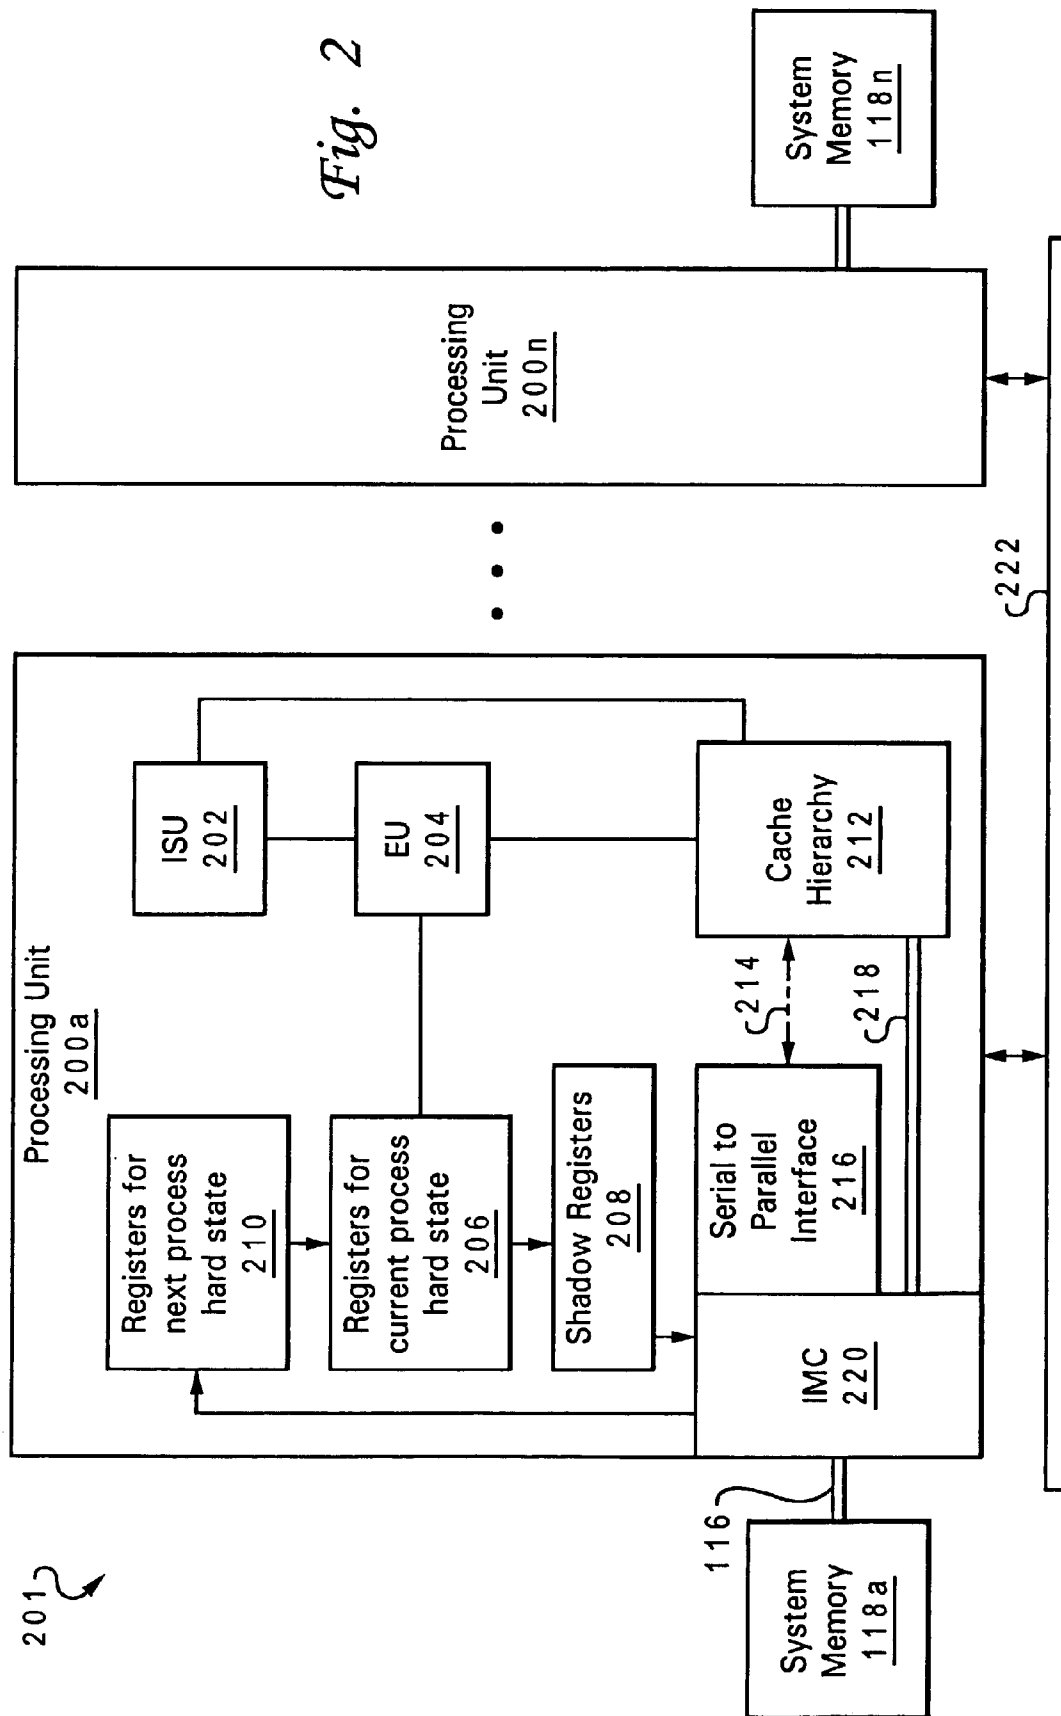 Fig. 2
201
Processing Unit
200a
Registers for
next process
hard state
210
Registers for
current process
hard state
206
Shadow Registers
208
ISU
202
EU
204
Serial to
Parallel
Interface
216
214
218
Cache
Hierarchy
212
IMC
220
116
System
Memory
118a
Processing
Unit
200n
System
Memory
118n
222